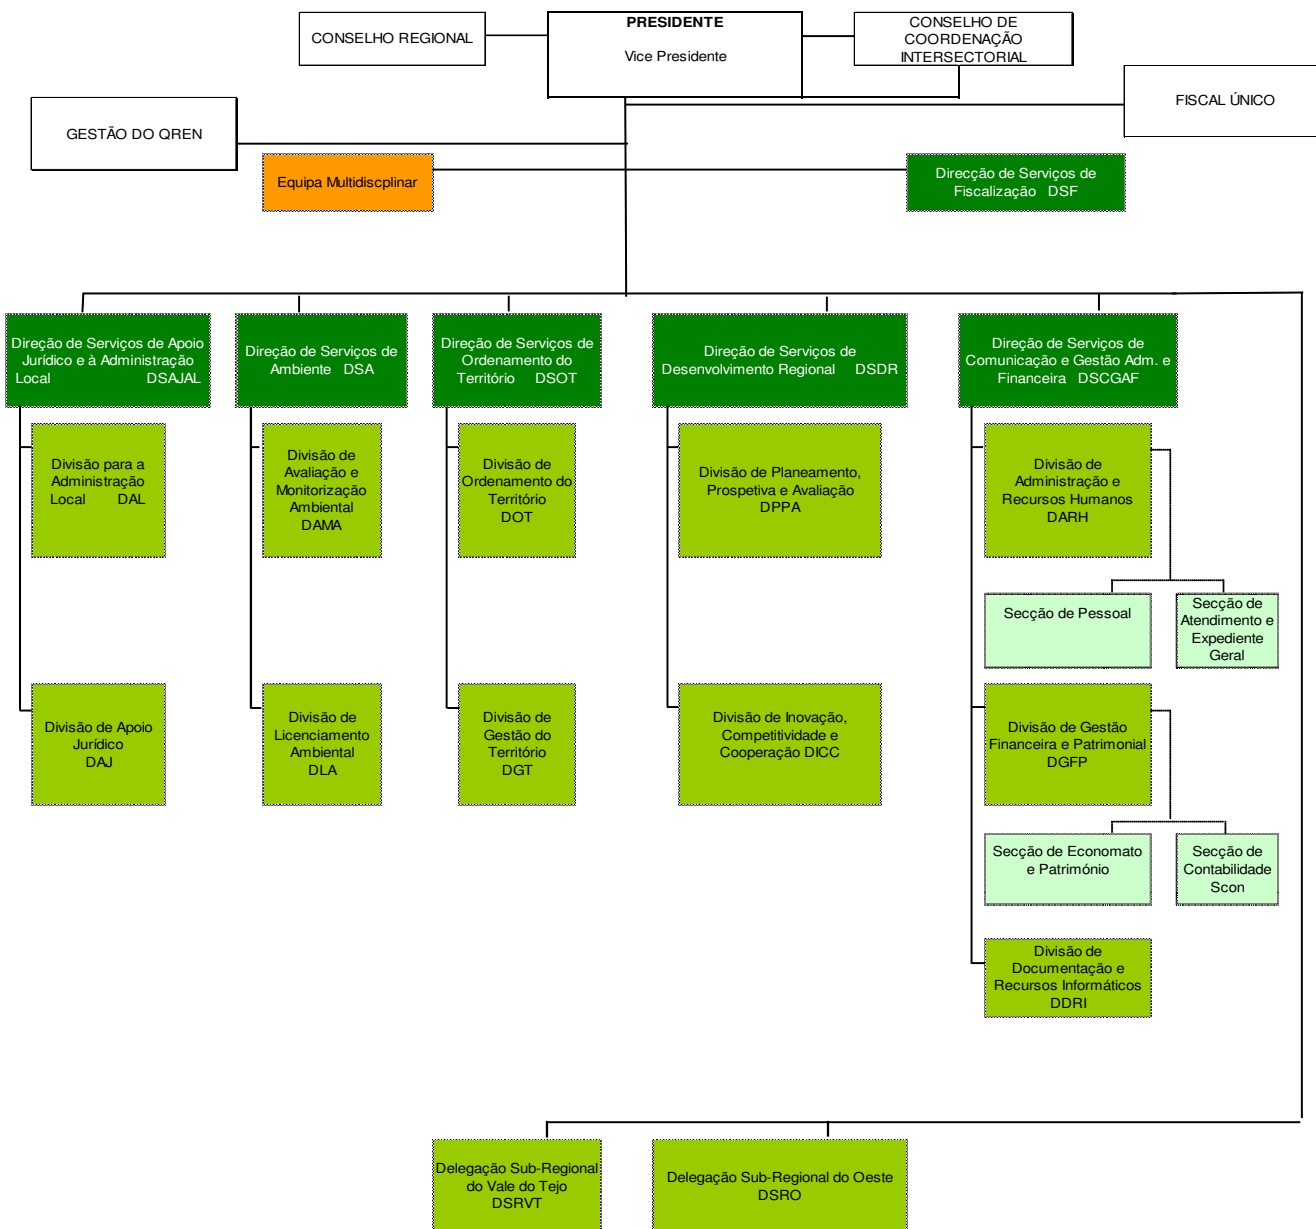 CONSELHO REGIONAL
PRESIDENTE
Vice Presidente
CONSELHO DE
COORDENAÇÃO
INTERSECTORIAL
FISCAL ÚNICO
GESTÃO DO QREN
Equipa Multidiscplinar
Direcção de Serviços de
Fiscalização DSF
Direção de Serviços de Apoio
Jurídico e à Administração
Local DSAJAL
Direção de Serviços de
Ambiente DSA
Direção de Serviços de
Ordenamento do
Território DSOT
Direção de Serviços de
Desenvolvimento Regional DSDR
Direção de Serviços de
Comunicação e Gestão Adm. e
Financeira DSCGAF
Divisão para a
Administração
Local DAL
Divisão de
Avaliação e
Monitorização
Ambiental
DAMA
Divisão de
Ordenamento do
Território
DOT
Divisão de Planeamento,
Prospetiva e Avaliação
DPPA
Divisão de
Administração e
Recursos Humanos
DARH
Secção de Pessoal
Secção de
Atendimento e
Expediente
Geral
Divisão de Apoio
Jurídico
DAJ
Divisão de
Licenciamento
Ambiental
DLA
Divisão de
Gestão do
Território
DGT
Divisão de Inovação,
Competitividade e
Cooperação DICC
Divisão de Gestão
Financeira e Patrimonial
DGFP
Secção de Economato
e Património
Secção de
Contabilidade
Scon
Divisão de
Documentação e
Recursos Informáticos
DDRI
Delegação Sub-Regional
do Vale do Tejo
DSRVT
Delegação Sub-Regional do Oeste
DSRO